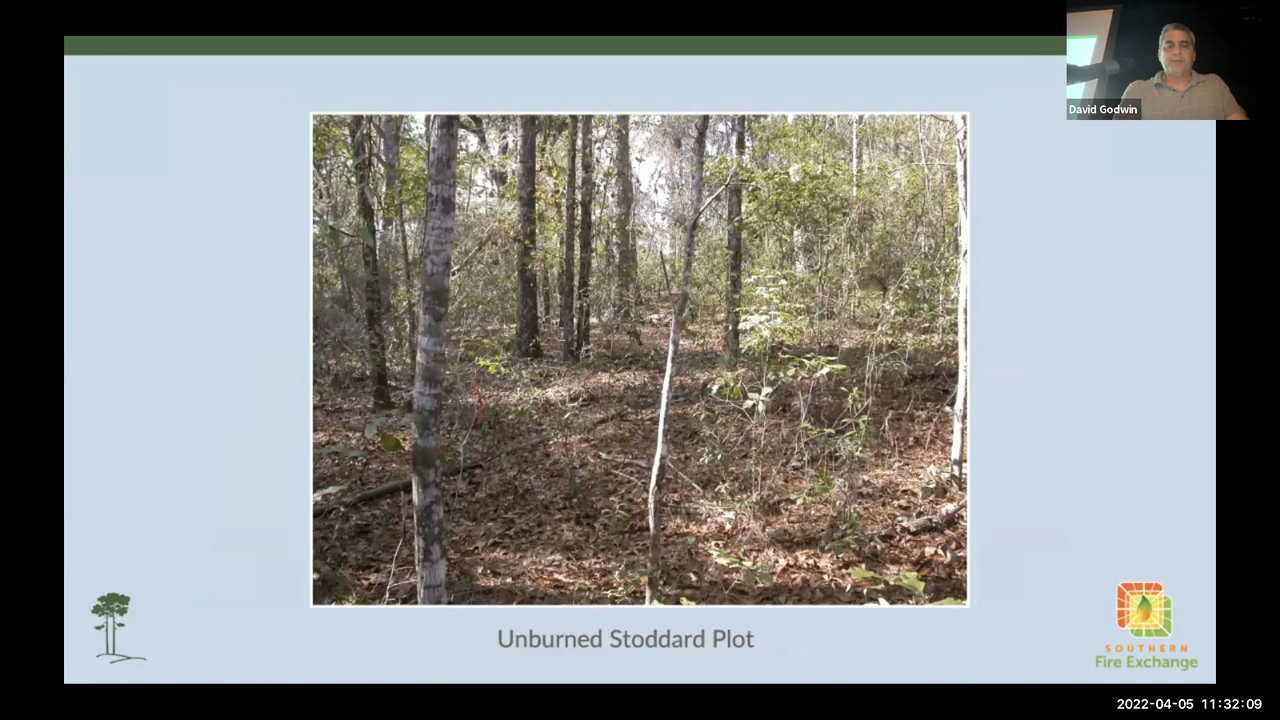 David Godwin
Unburned Stoddard Plot
SOUTHERN
Fire Exchange
2022-04-05 11:32:09